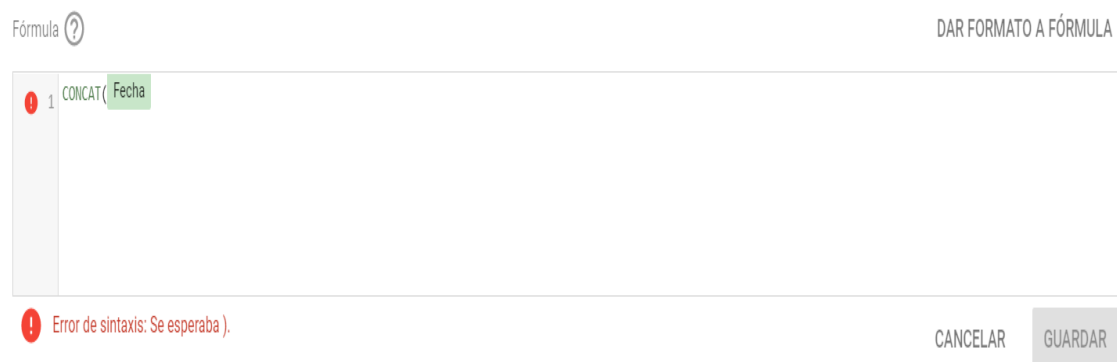 Fórmula ?
DAR FORMATO A FÓRMULA
! 1 CONCAT( Fecha
! Error de sintaxis: Se esperaba ).
CANCELAR GUARDAR